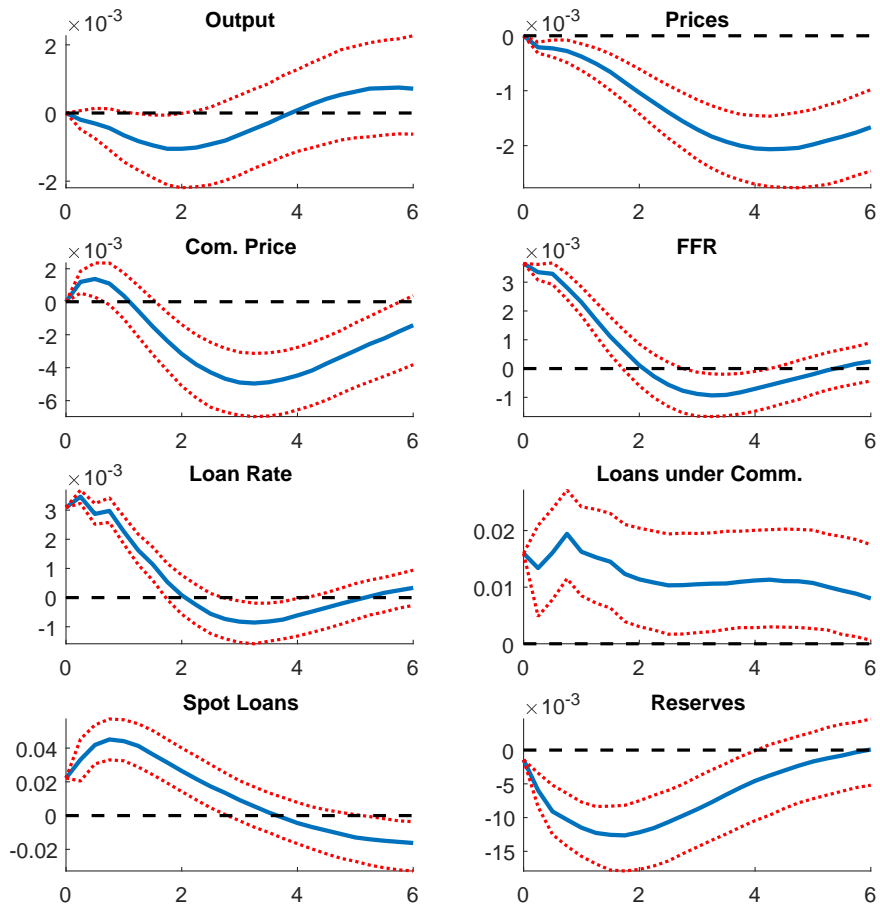 ×10^-3
Output
2
0
-2
0 2 4 6
Prices
0
-1
×10^-3
-2
0 2 4 6
×10^-3
Com. Price
2
0
-2
-4
-6
0 2 4 6
×10^-3
FFR
3
2
1
0
-1
0 2 4 6
×10^-3
Loan Rate
3
2
1
0
-1
0 2 4 6
Loans under Comm.
0.02
0.01
0
0 2 4 6
Spot Loans
0.04
0.02
0
-0.02
0 2 4 6
×10^-3
Reserves
0
-5
-10
-15
0 2 4 6